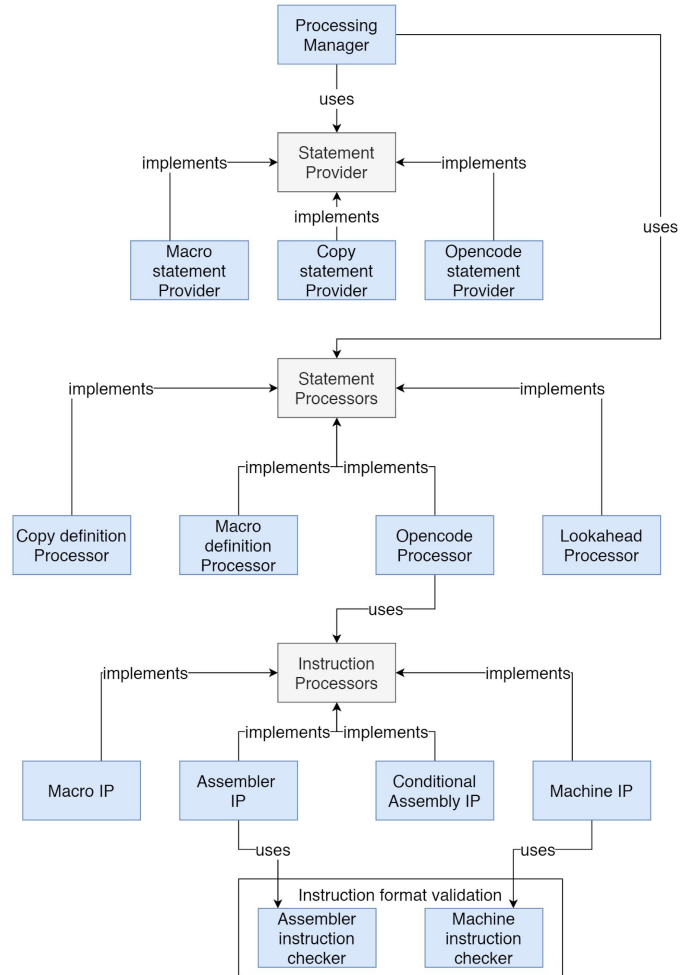 Processing
Manager
uses
implements
Statement
Provider
implements
implements
uses
Macro
statement
Provider
Copy
statement
Provider
Opencode
statement
Provider
Statement
Processors
implements
implements
implements
implements
Copy definition
Processor
Macro
definition
Processor
Opencode
Processor
Lookahead
Processor
uses
Instruction
Processors
implements
implements
implements
implements
Macro IP
Assembler
IP
Conditional
Assembly IP
Machine IP
uses
uses
Instruction format validation
Assembler
instruction
checker
Machine
instruction
checker